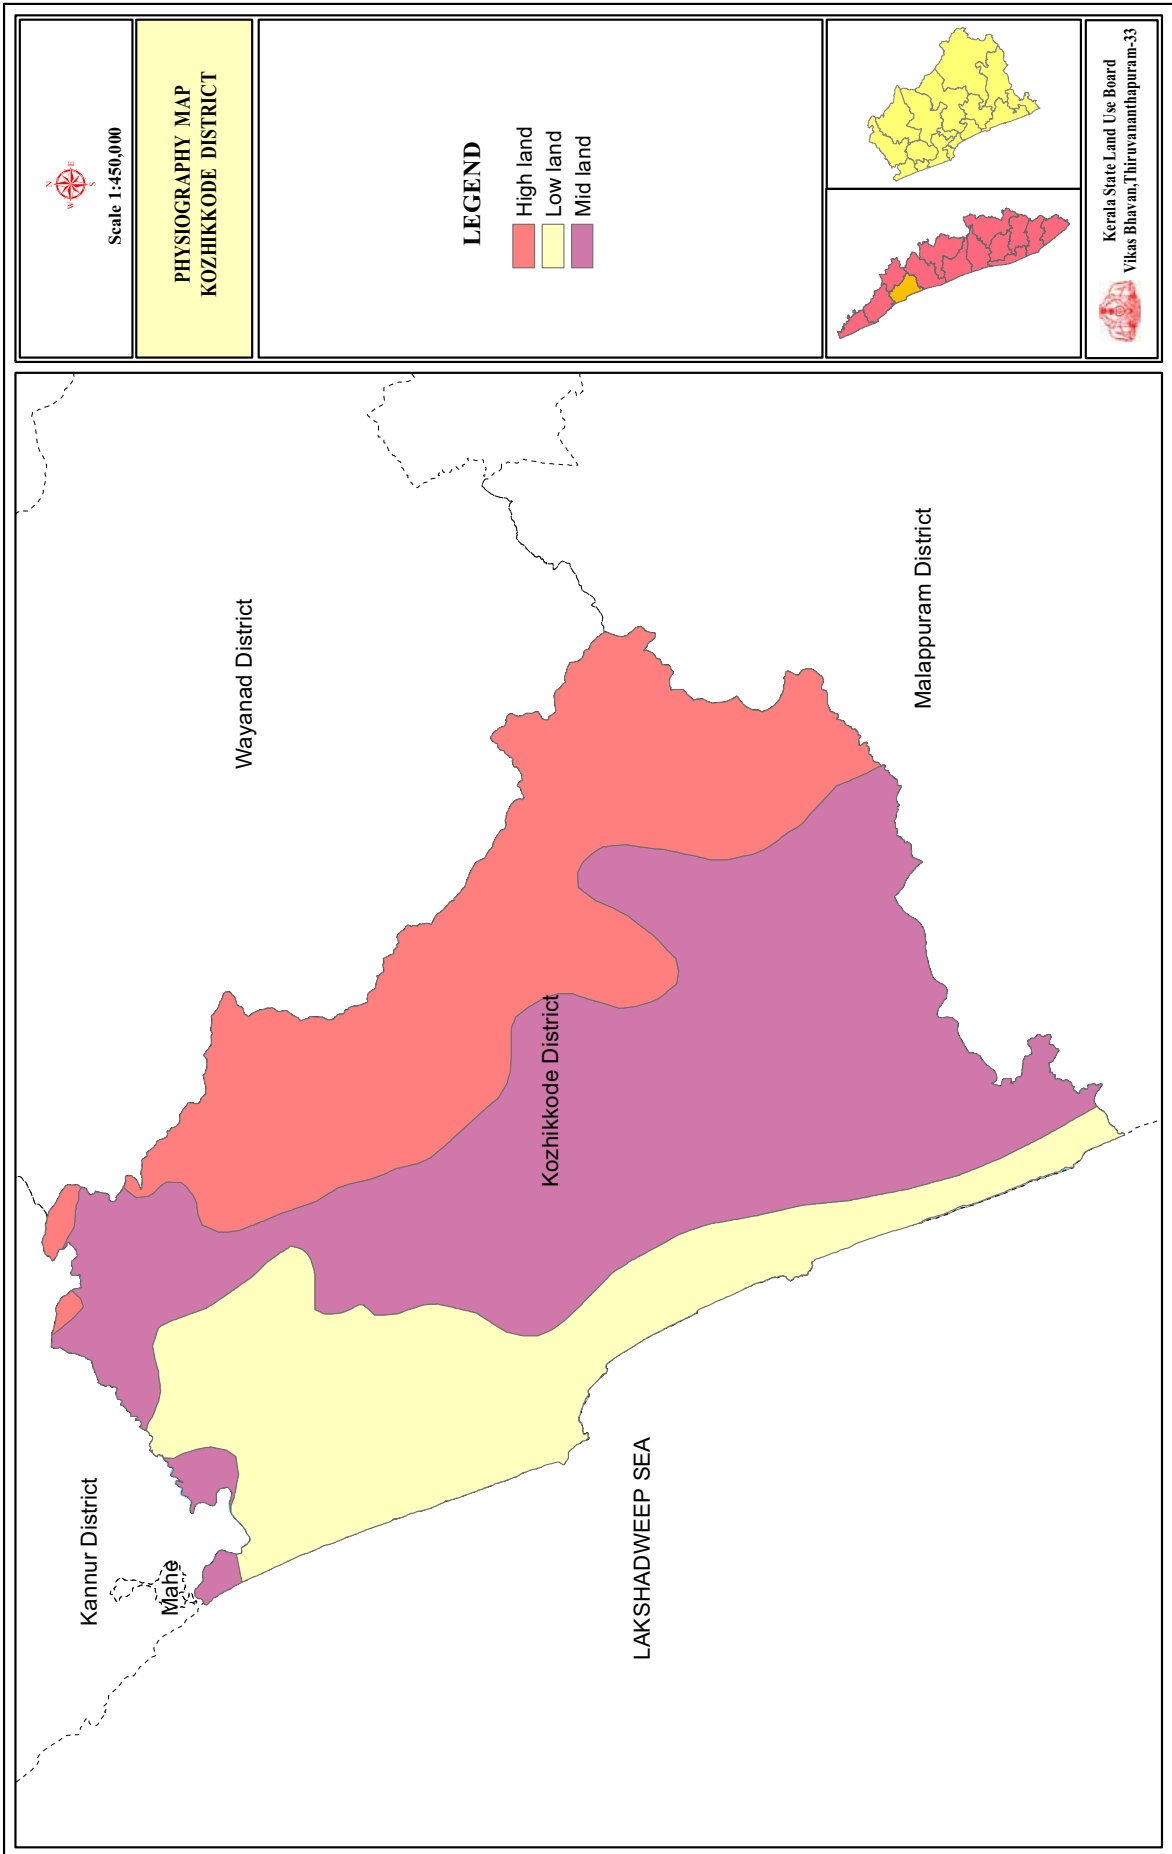 N
W
E
S
Scale 1:450,000
PHYSIOGRAPHY MAP
KOZHIKKODE DISTRICT
LEGEND
High land
Low land
Mid land
Kerala State Land Use Board
Vikas Bhavan,Thiruvananthapuram-33
Wayanad District
Malappuram District
Kozhikkode District
Kannur District
Mahe
LAKSHADWEEP SEA